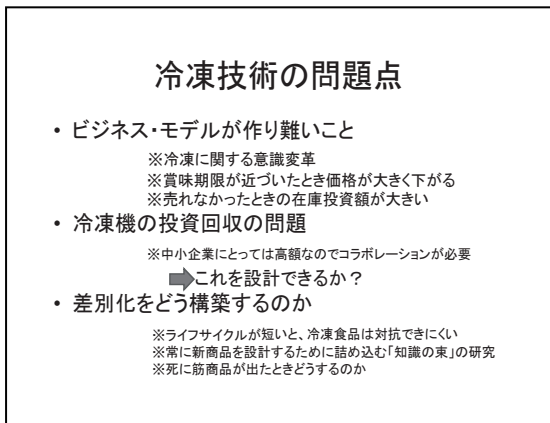 冷凍技術の問題点
• ビジネス・モデルが作り難いこと
※冷凍に関する意識変革
※賞味期限が近づいたとき価格が大きく下がる
※売れなかったときの在庫投資額が大きい
• 冷凍機の投資回収の問題
※中小企業にとっては高額なのでコラボレーションが必要
➡これを設計できるか？
• 差別化をどう構築するのか
※ライフサイクルが短いと、冷凍食品は対抗できにくい
※常に新商品を設計するために詰め込む「知識の束」の研究
※死に筋商品が出たときどうするのか